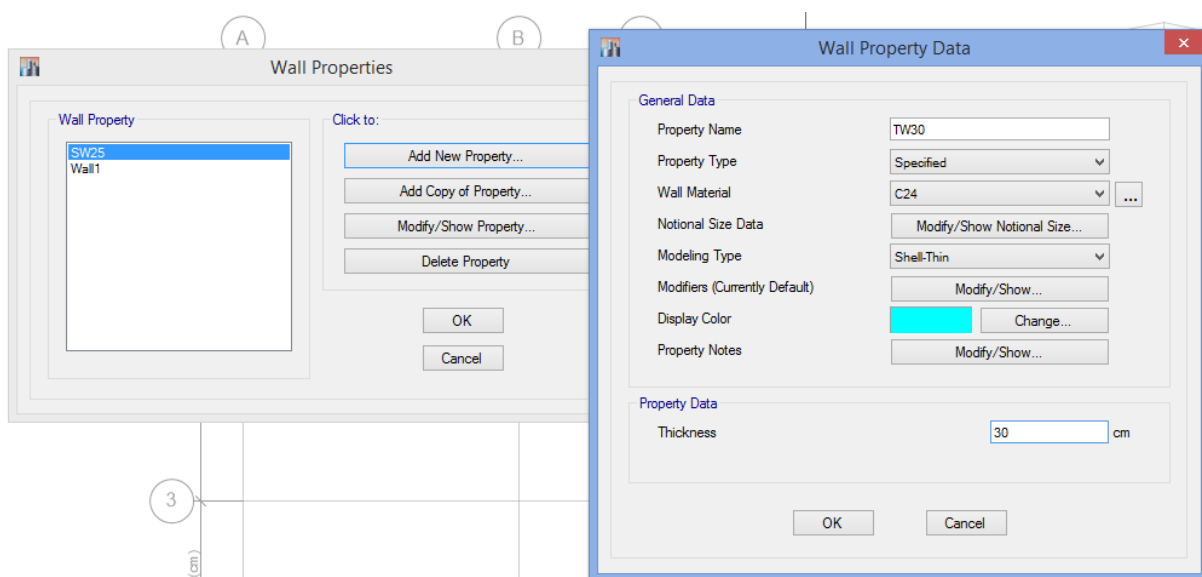 A
B
Wall Properties
Wall Property
SW25
Wall1
Click to:
Add New Property...
Add Copy of Property...
Modify/Show Property...
Delete Property
OK
Cancel
3
(cm)
Wall Property Data
General Data
Property Name TW30
Property Type Specified
Wall Material C24 ...
Notional Size Data Modify/Show Notional Size...
Modeling Type Shell-Thin
Modifiers (Currently Default) Modify/Show...
Display Color Change...
Property Notes Modify/Show...
Property Data
Thickness 30 cm
OK Cancel